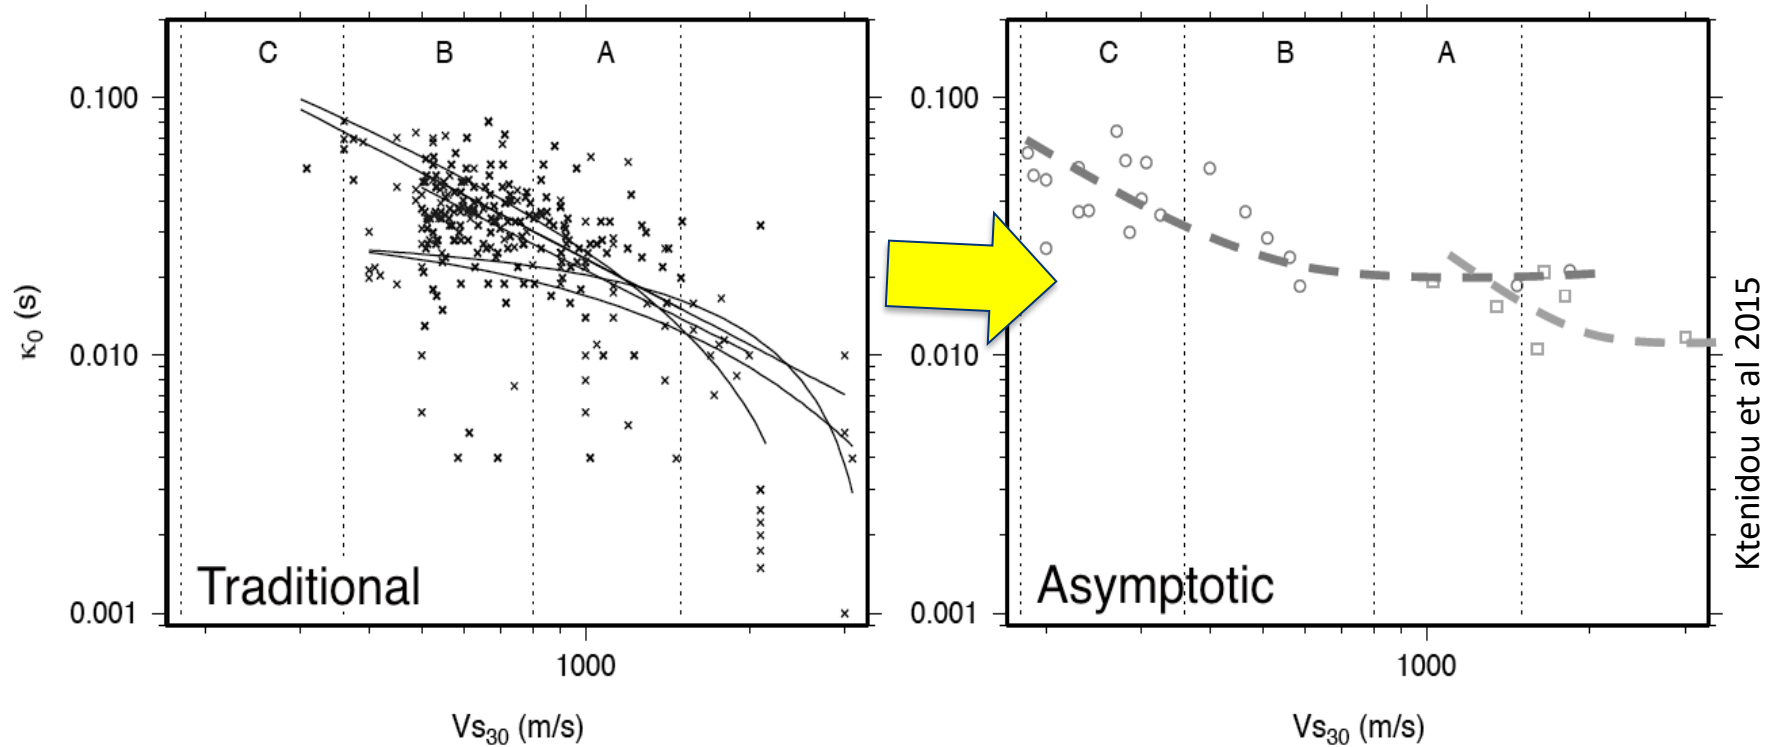 C B A
0.100
0.010
0.001
κ0 (s)
Traditional
1000
Vs30 (m/s)
C B A
0.100
0.010
0.001
Asymptotic
1000
Vs30 (m/s)
Ktenidou et al 2015